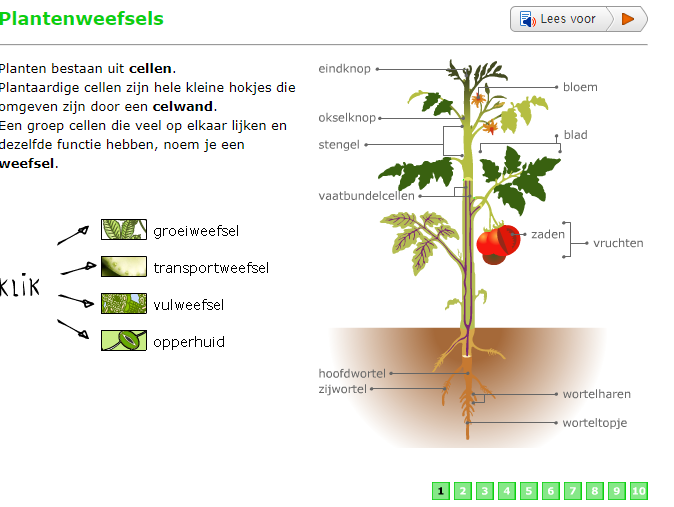 Plantenweefsels
Lees voor
Planten bestaan uit cellen.
Plantaardige cellen zijn hele kleine hokjes die
omgeven zijn door een celwand.
Een groep cellen die veel op elkaar lijken en
dezelfde functie hebben, noem je een
weefsel.
KLIK
groeiweefsel
transportweefsel
vulweefsel
opperhuid
eindknop
bloem
okselknop
blad
stengel
vaatbundelcellen
zaden
vruchten
hoofdwortel
zijwortel
wortelharen
worteltopje
1 2 3 4 5 6 7 8 9 10